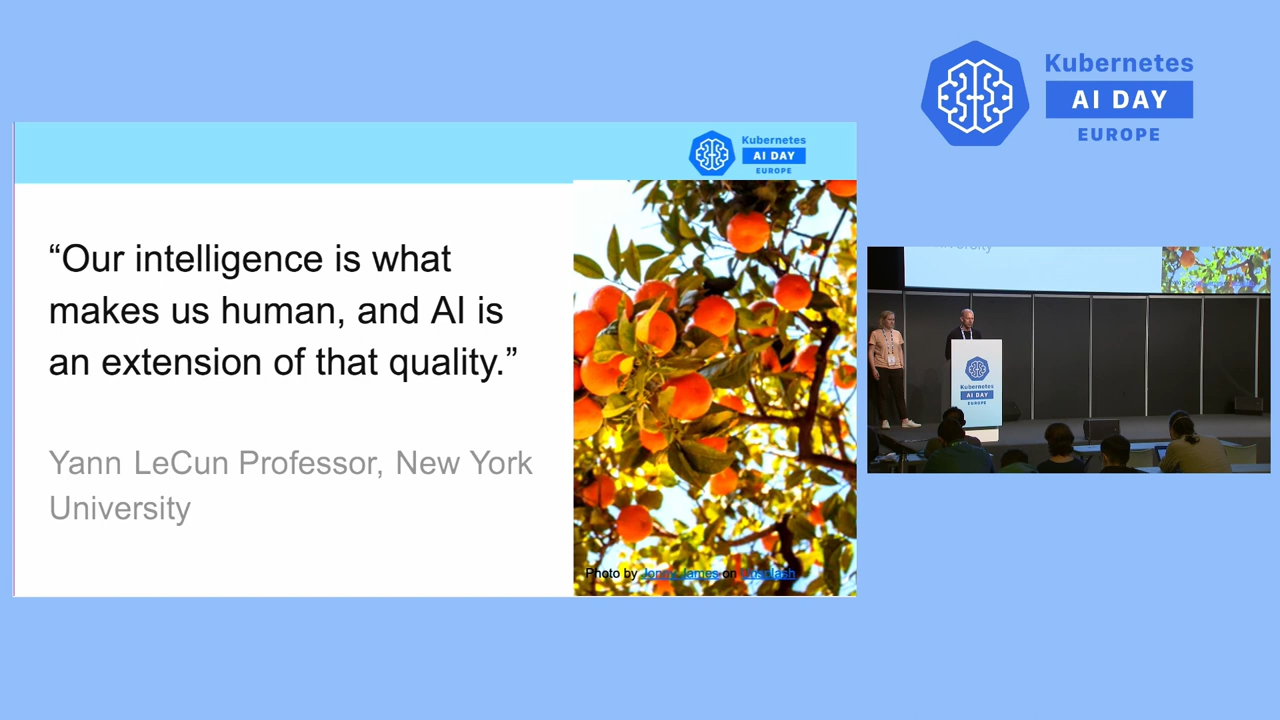 Kubernetes
AI DAY
EUROPE
Kubernetes
AI DAY
EUROPE
“Our intelligence is what
makes us human, and AI is
an extension of that quality.”
Yann LeCun Professor, New York
University
Photo by Jonny James on Unsplash
Kubernetes
AI DAY
EUROPE